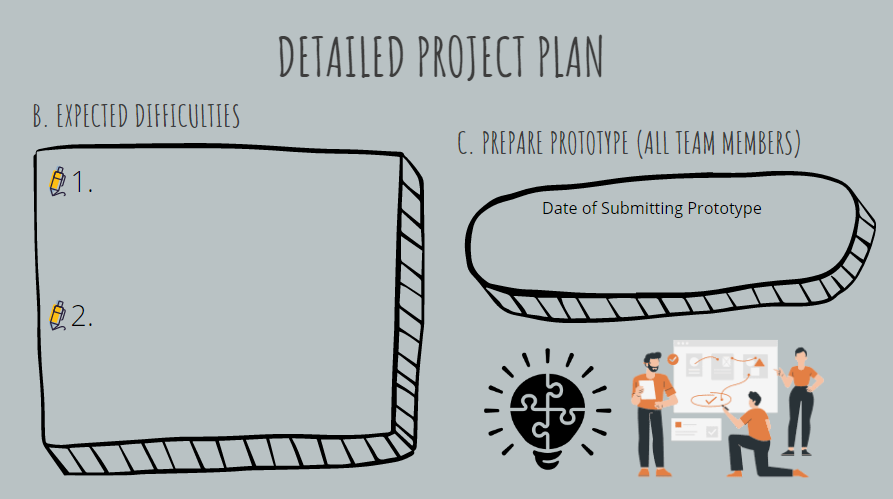 DETAILED PROJECT PLAN
B. EXPECTED DIFFICULTIES
1.
2.
C. PREPARE PROTOTYPE (ALL TEAM MEMBERS)
Date of Submitting Prototype